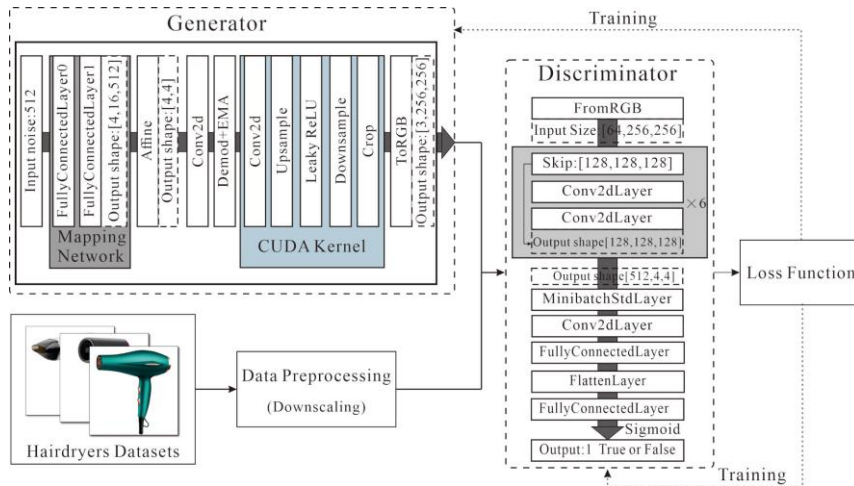 Generator
Input noise:512
FullyConnectedLayer0
FullyConnectedLayer1
Output shape:[4,16,512]
Mapping
Network
Affine
Output shape:[4,4]
Conv2d
Demod+EMA
Conv2d
Upsample
Leaky ReLU
Downsample
Crop
CUDA Kernel
ToRGB
Output shape:[3,256,256]
Training
Discriminator
FromRGB
Input Size:[64,256,256]
Skip:[128,128,128]
Conv2dLayer
Conv2dLayer
×6
Output shape[128,128,128]
Output shape[512,4,4]
MinibatchStdLayer
Conv2dLayer
FullyConnectedLayer
FlattenLayer
FullyConnectedLayer
Sigmoid
Output:1 True or False
Loss Function
Training
Hairdryers Datasets
Data Preprocessing
(Downscaling)